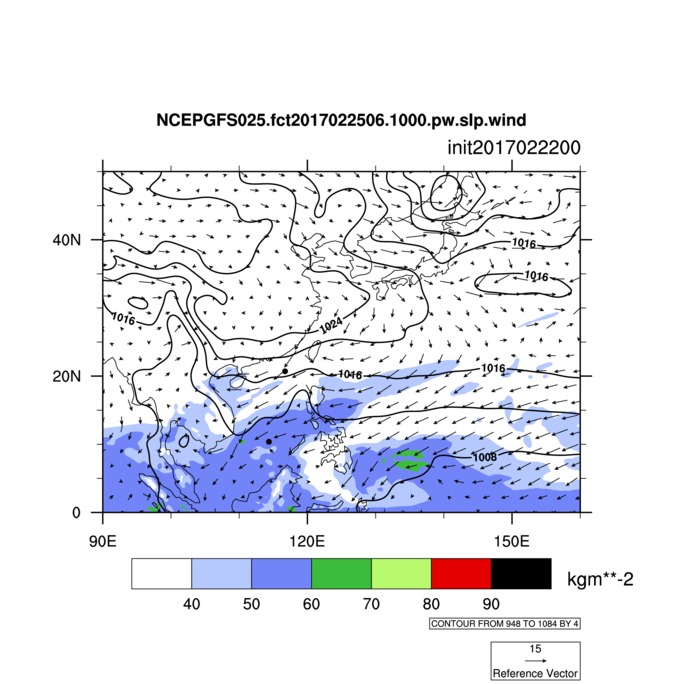 NCEPGFS025.fct2017022506.1000.pw.slp.wind
init2017022200
40N
1016
1016
1016
1024
20N
1016
1016
1008
0
90E 120E 150E
kgm**-2
40 50 60 70 80 90
CONTOUR FROM 948 TO 1084 BY 4
15
Reference Vector